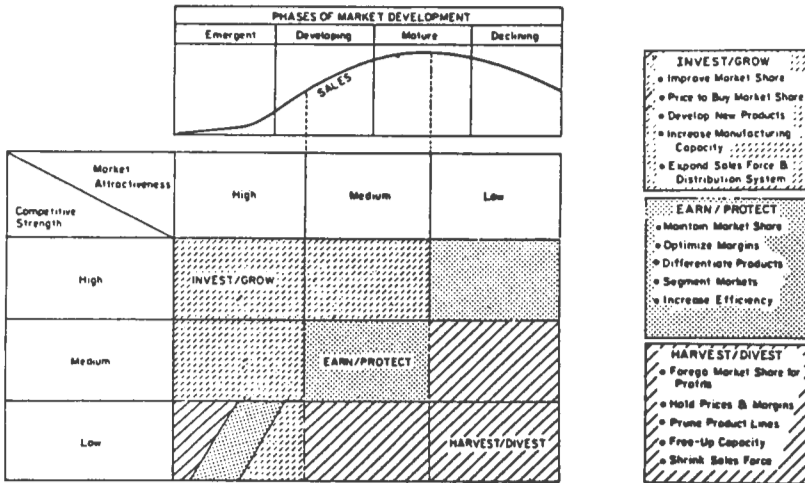 PHASES OF MARKET DEVELOPMENT
Emergent Developing Mature Declining
SALES
Market Attractiveness
Competitive Strength
High Medium Low
High
INVEST/GROW
Medium
EARN/PROTECT
Low
HARVEST/DIVEST
INVEST/GROW
• Improve Market Share
• Price to Buy Market Share
• Develop New Products
• Increase Manufacturing
Capacity
• Expand Sales Force &
Distribution System
EARN/PROTECT
• Maintain Market Share
• Optimize Margins
• Differentiate Products
• Segment Markets
• Increase Efficiency
HARVEST/DIVEST
• Forego Market Share for
Profits
• Hold Prices & Margins
• Prune Product Lines
• Free-Up Capacity
• Shrink Sales Force